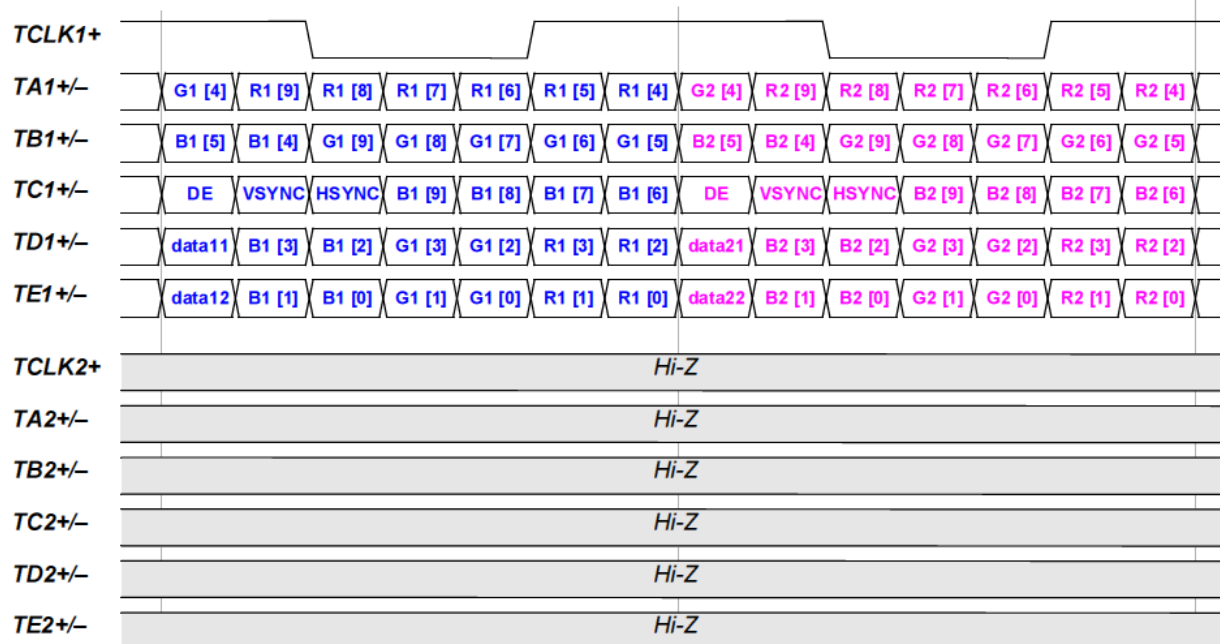 TCLK1+
TA1+/– G1 [4] R1 [9] R1 [8] R1 [7] R1 [6] R1 [5] R1 [4] G2 [4] R2 [9] R2 [8] R2 [7] R2 [6] R2 [5] R2 [4]
TB1+/– B1 [5] B1 [4] G1 [9] G1 [8] G1 [7] G1 [6] G1 [5] B2 [5] B2 [4] G2 [9] G2 [8] G2 [7] G2 [6] G2 [5]
TC1+/– DE VSYNC HSYNC B1 [9] B1 [8] B1 [7] B1 [6] DE VSYNC HSYNC B2 [9] B2 [8] B2 [7] B2 [6]
TD1+/– data11 B1 [3] B1 [2] G1 [3] G1 [2] R1 [3] R1 [2] data21 B2 [3] B2 [2] G2 [3] G2 [2] R2 [3] R2 [2]
TE1+/– data12 B1 [1] B1 [0] G1 [1] G1 [0] R1 [1] R1 [0] data22 B2 [1] B2 [0] G2 [1] G2 [0] R2 [1] R2 [0]
TCLK2+ Hi-Z
TA2+/– Hi-Z
TB2+/– Hi-Z
TC2+/– Hi-Z
TD2+/– Hi-Z
TE2+/– Hi-Z